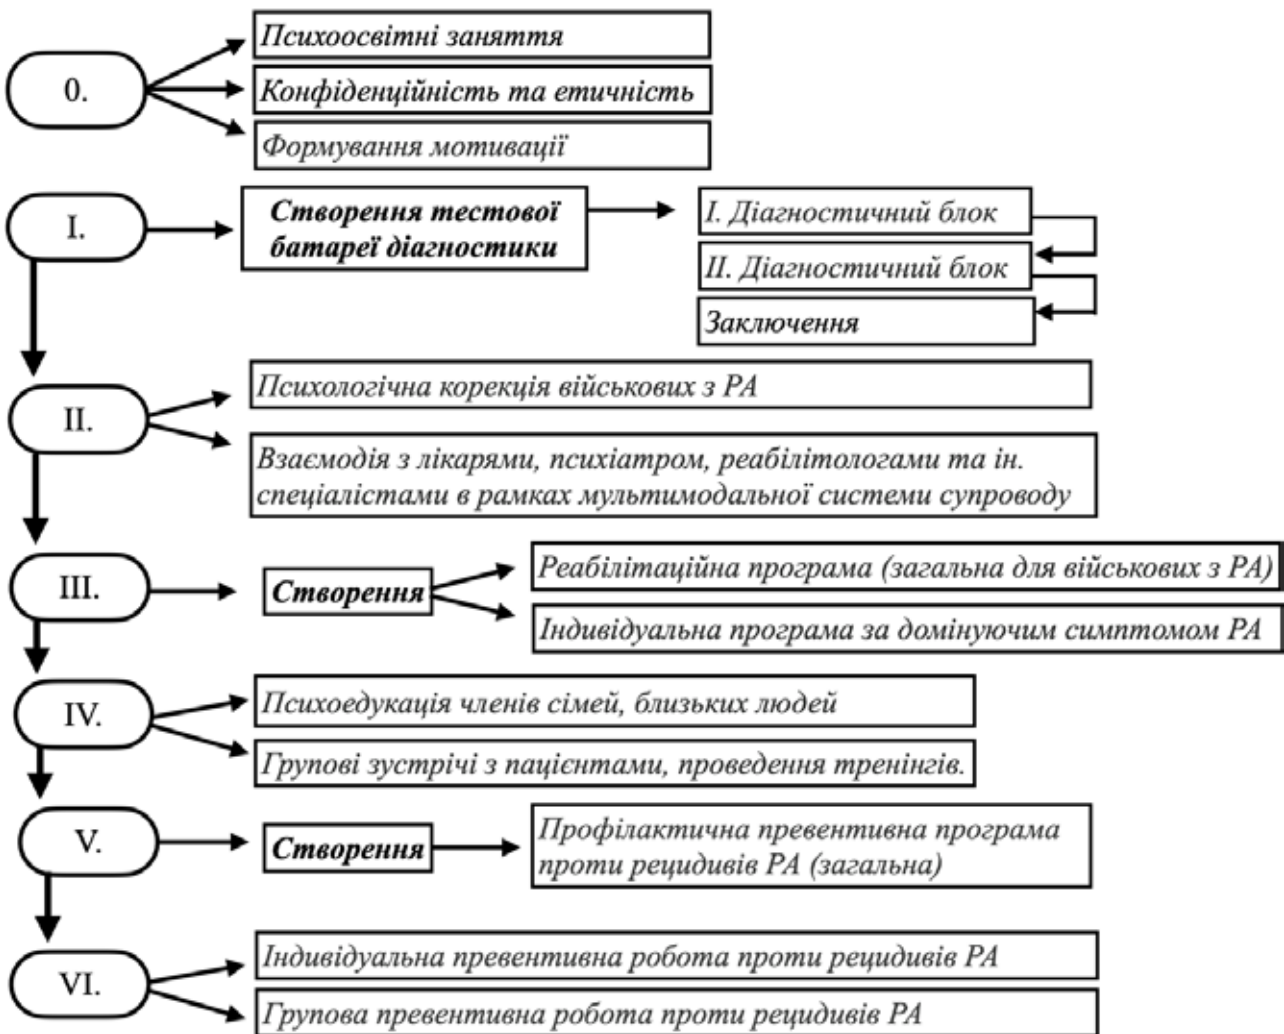 0.
Психоосвітні заняття
Конфіденційність та етичність
Формування мотивації
I.
Створення тестової
батареї діагностики
I. Діагностичний блок
II. Діагностичний блок
Заключення
II.
Психологічна корекція військових з РА
Взаємодія з лікарями, психіатром, реабілітологами та ін.
спеціалістами в рамках мультимодальної системи супроводу
III.
Створення
Реабілітаційна програма (загальна для військових з РА)
Індивідуальна програма за домінуючим симптомом РА
IV.
Психоедукація членів сімей, близьких людей
Групові зустрічі з пацієнтами, проведення тренінгів.
V.
Створення
Профілактична превентивна програма
проти рецидивів РА (загальна)
VI.
Індивідуальна превентивна робота проти рецидивів РА
Групова превентивна робота проти рецидивів РА